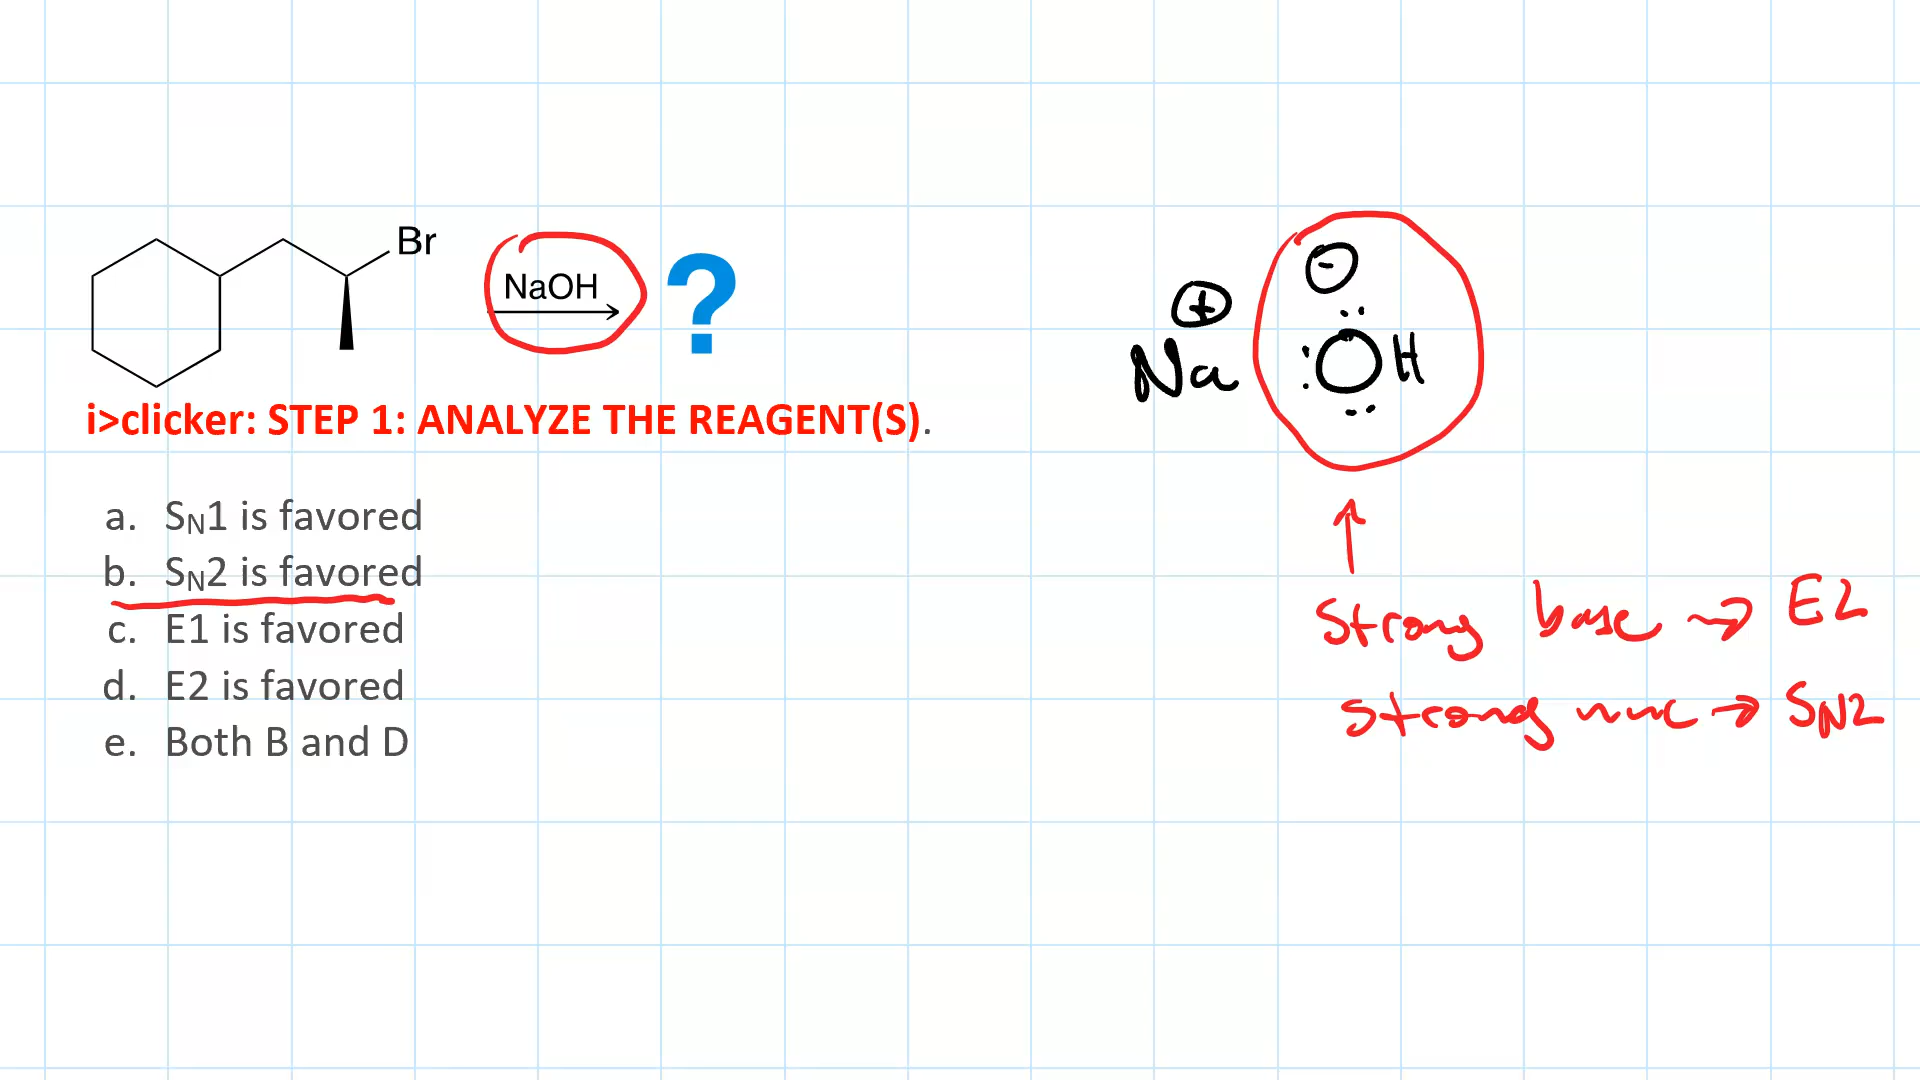 Br
NaOH
?
i>clicker: STEP 1: ANALYZE THE REAGENT(S).
a. SN1 is favored
b. SN2 is favored
c. E1 is favored
d. E2 is favored
e. Both B and D
⊖
⊕
Na :OH
Strong base → E2
strong nuc → SN2